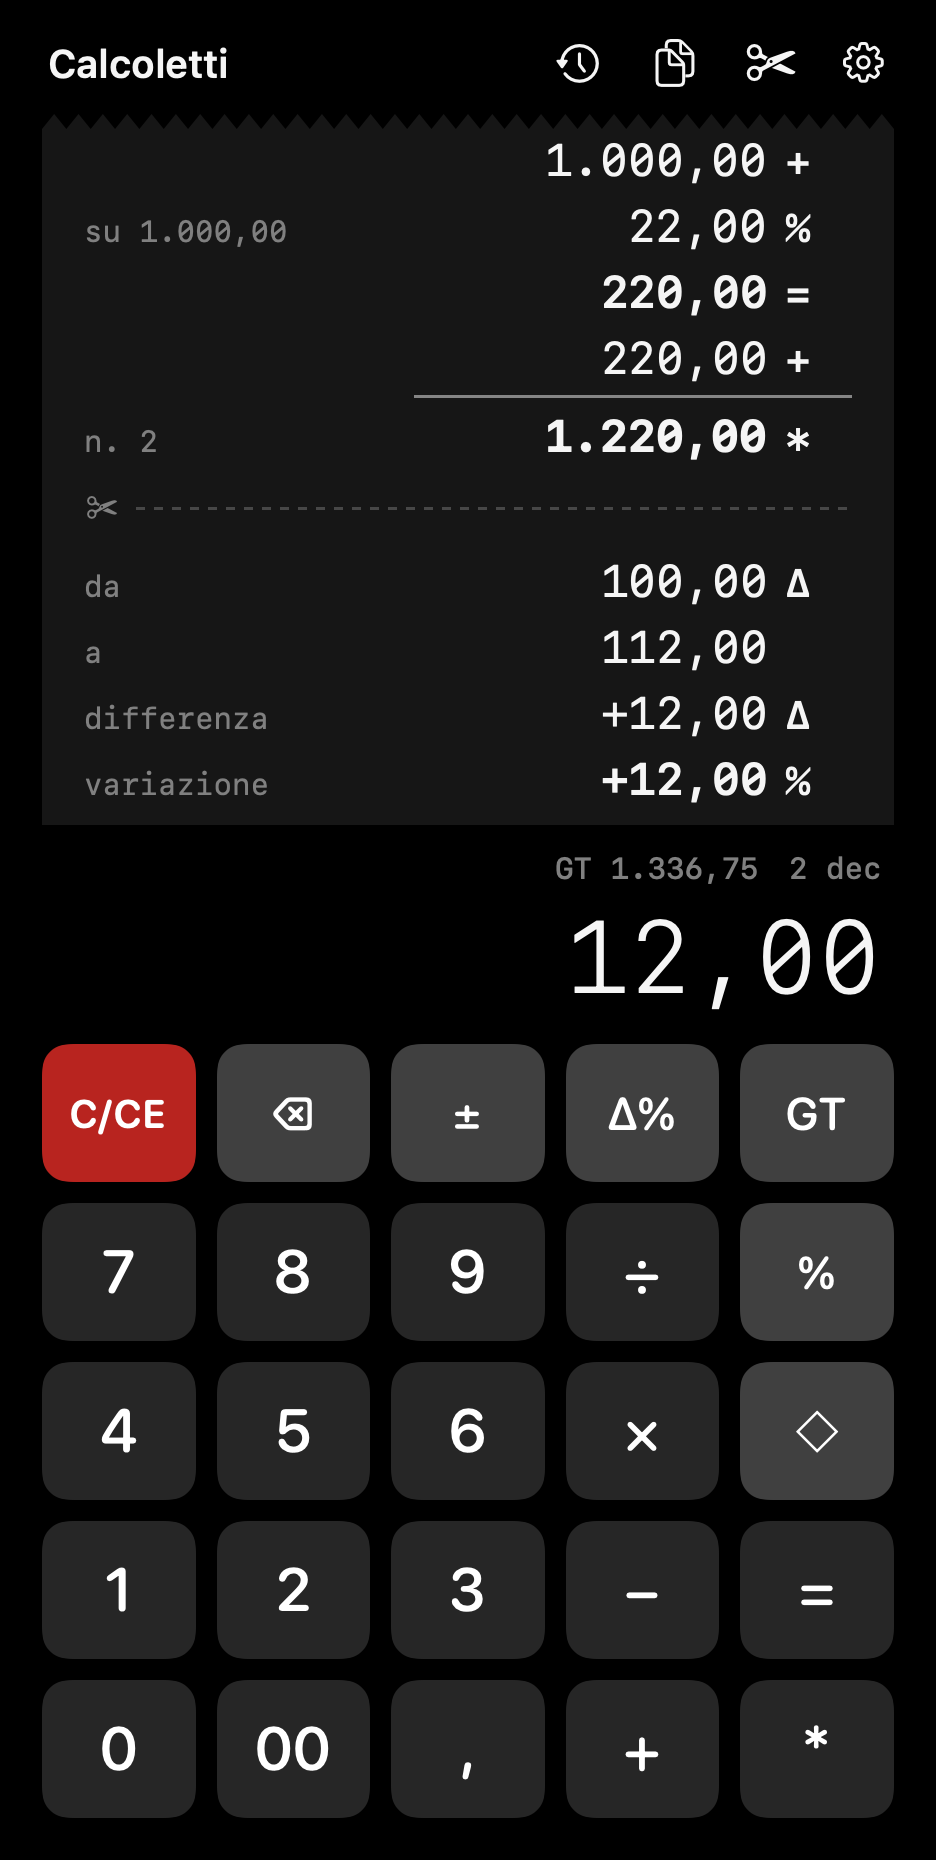 Calcoletti
1.000,00 +
su 1.000,00 22,00 %
220,00 =
220,00 +
n. 2 1.220,00 *
da 100,00 Δ
a 112,00
differenza +12,00 Δ
variazione +12,00 %
GT 1.336,75 2 dec
12,00
C/CE ± Δ% GT
7 8 9 ÷ %
4 5 6 × ◇
1 2 3 − =
0 00 , + *